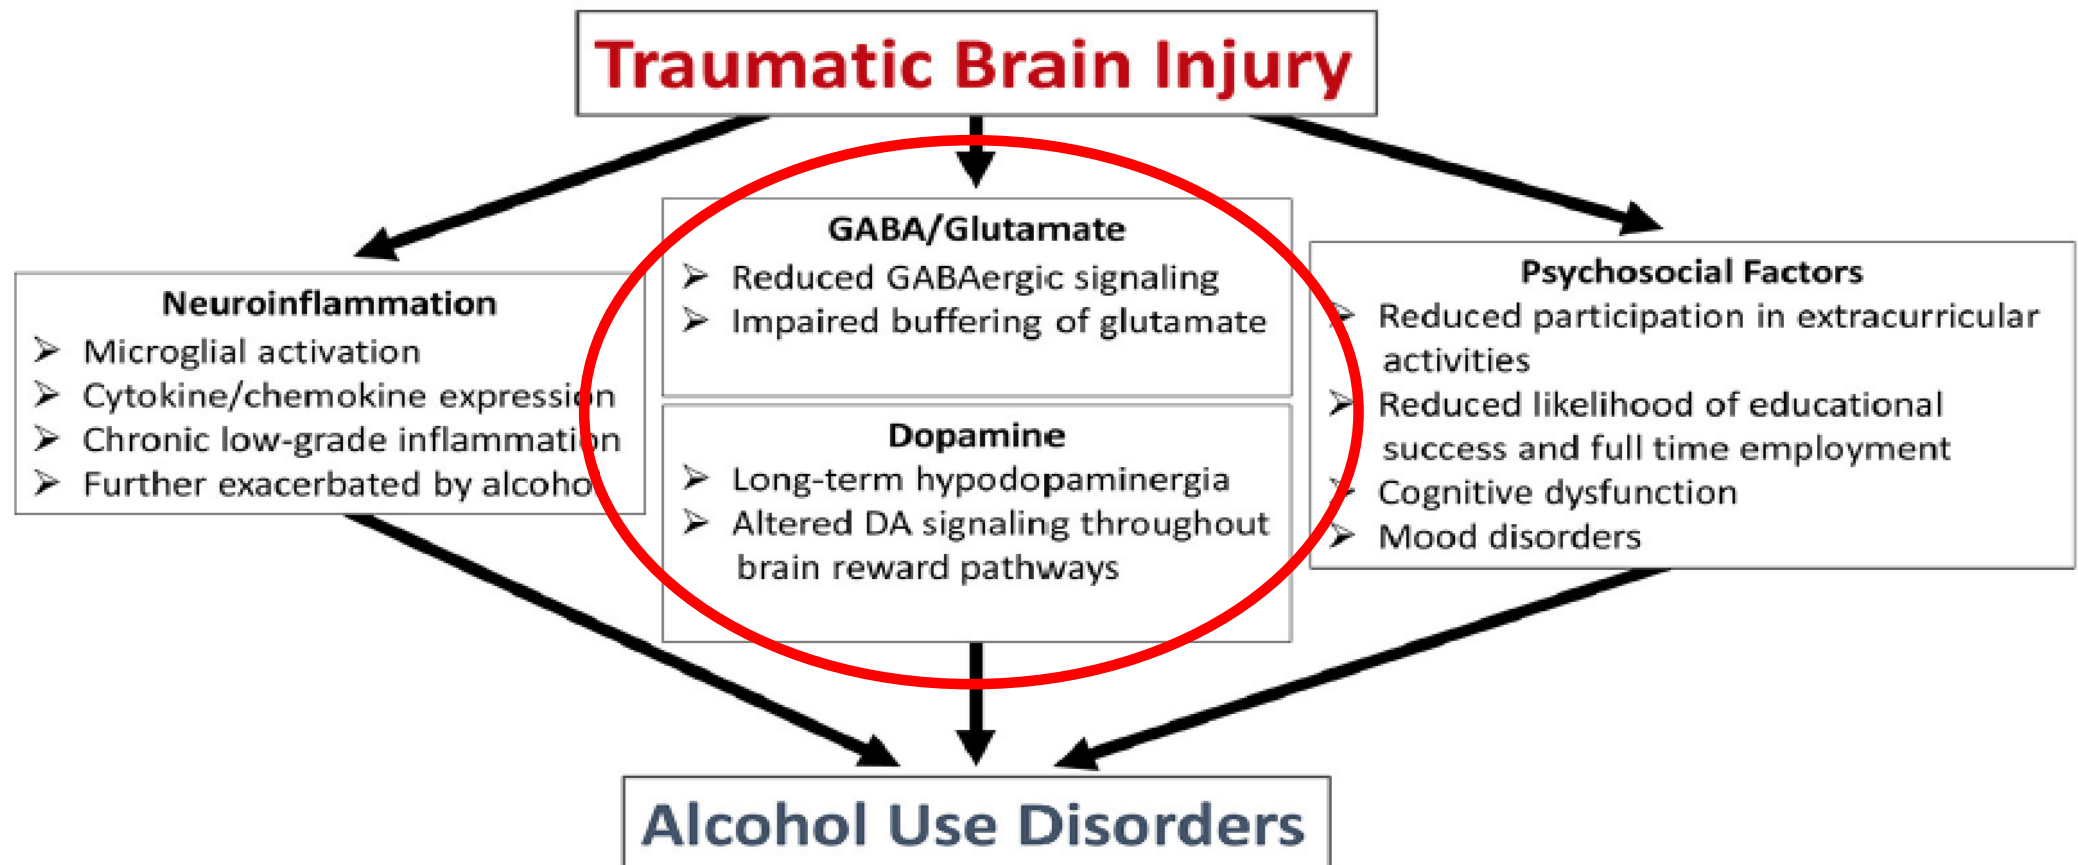 Traumatic Brain Injury
Neuroinflammation
➢ Microglial activation
➢ Cytokine/chemokine expression
➢ Chronic low-grade inflammation
➢ Further exacerbated by alcohol
GABA/Glutamate
➢ Reduced GABAergic signaling
➢ Impaired buffering of glutamate
Dopamine
➢ Long-term hypodopaminergia
➢ Altered DA signaling throughout
brain reward pathways
Psychosocial Factors
➢ Reduced participation in extracurricular
activities
➢ Reduced likelihood of educational
success and full time employment
➢ Cognitive dysfunction
➢ Mood disorders
Alcohol Use Disorders